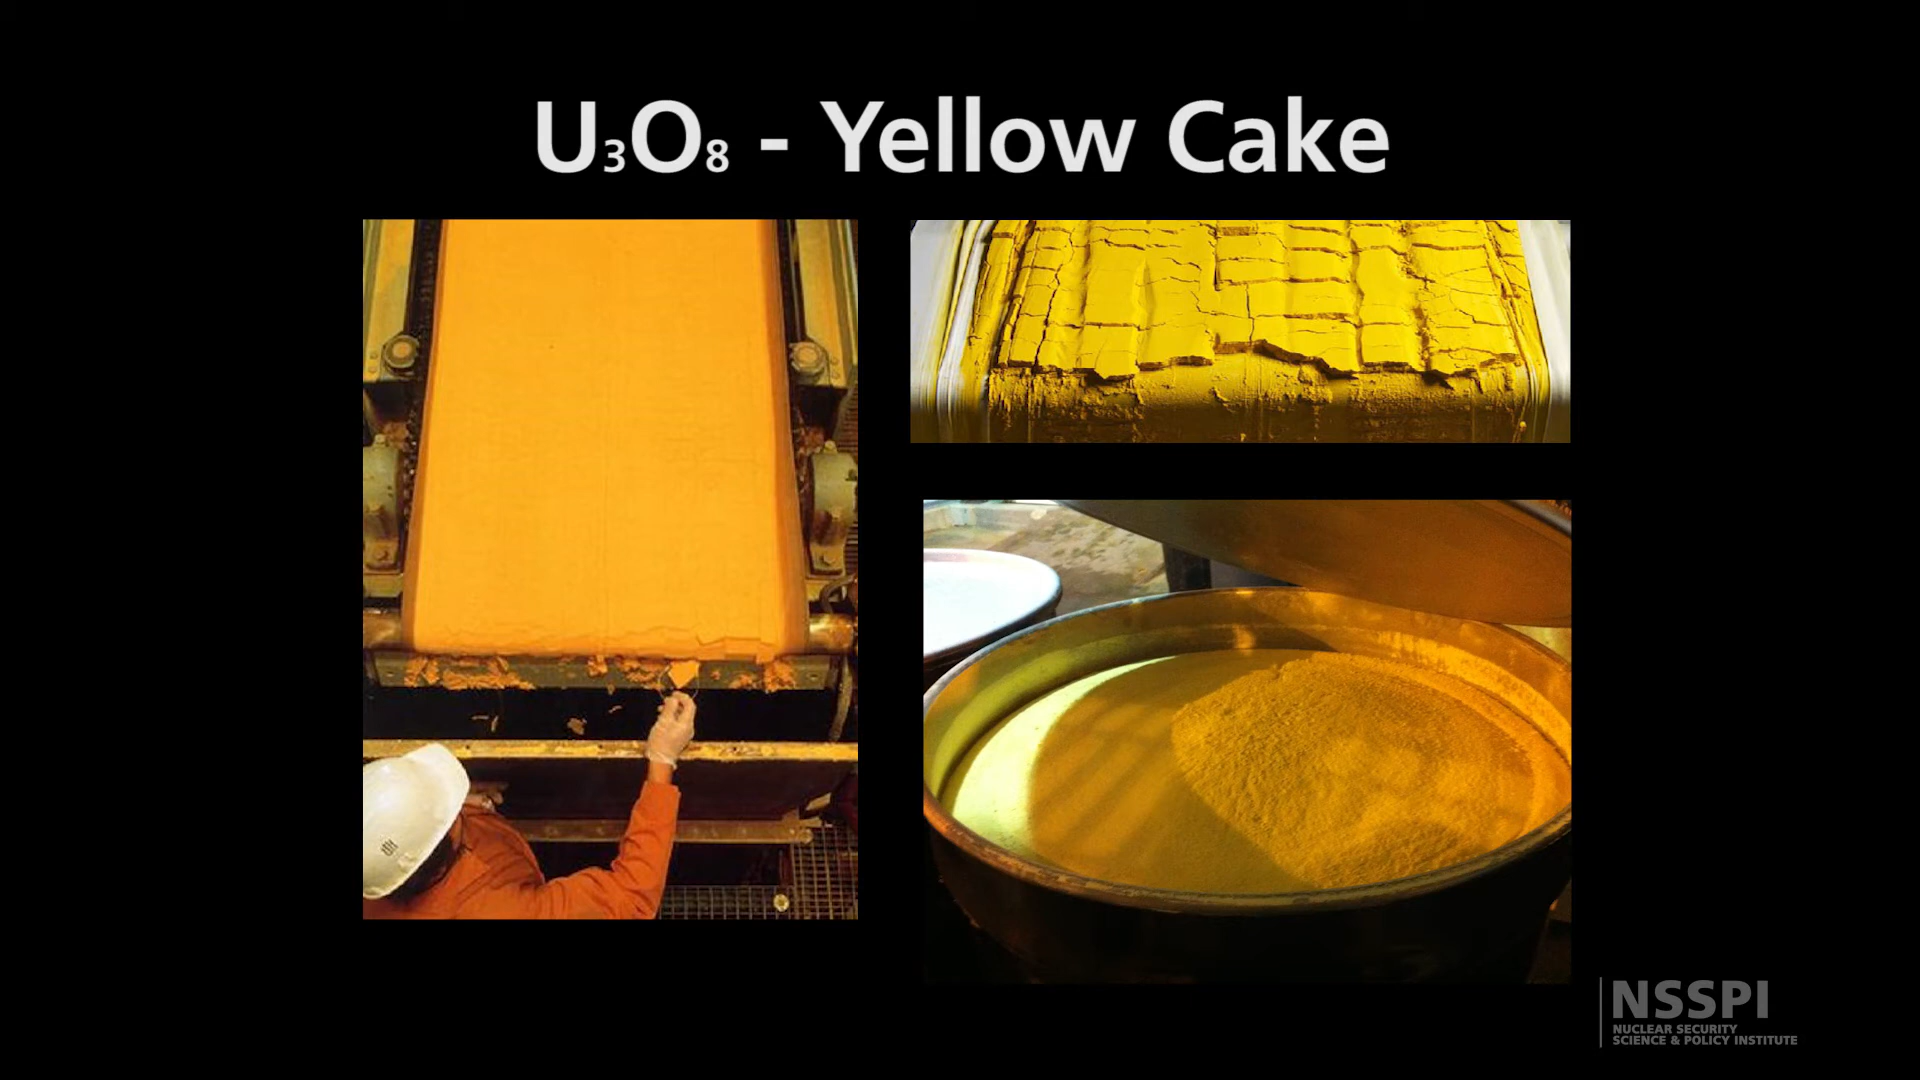 U₃O₈ - Yellow Cake
NSSPI
NUCLEAR SECURITY
SCIENCE & POLICY INSTITUTE